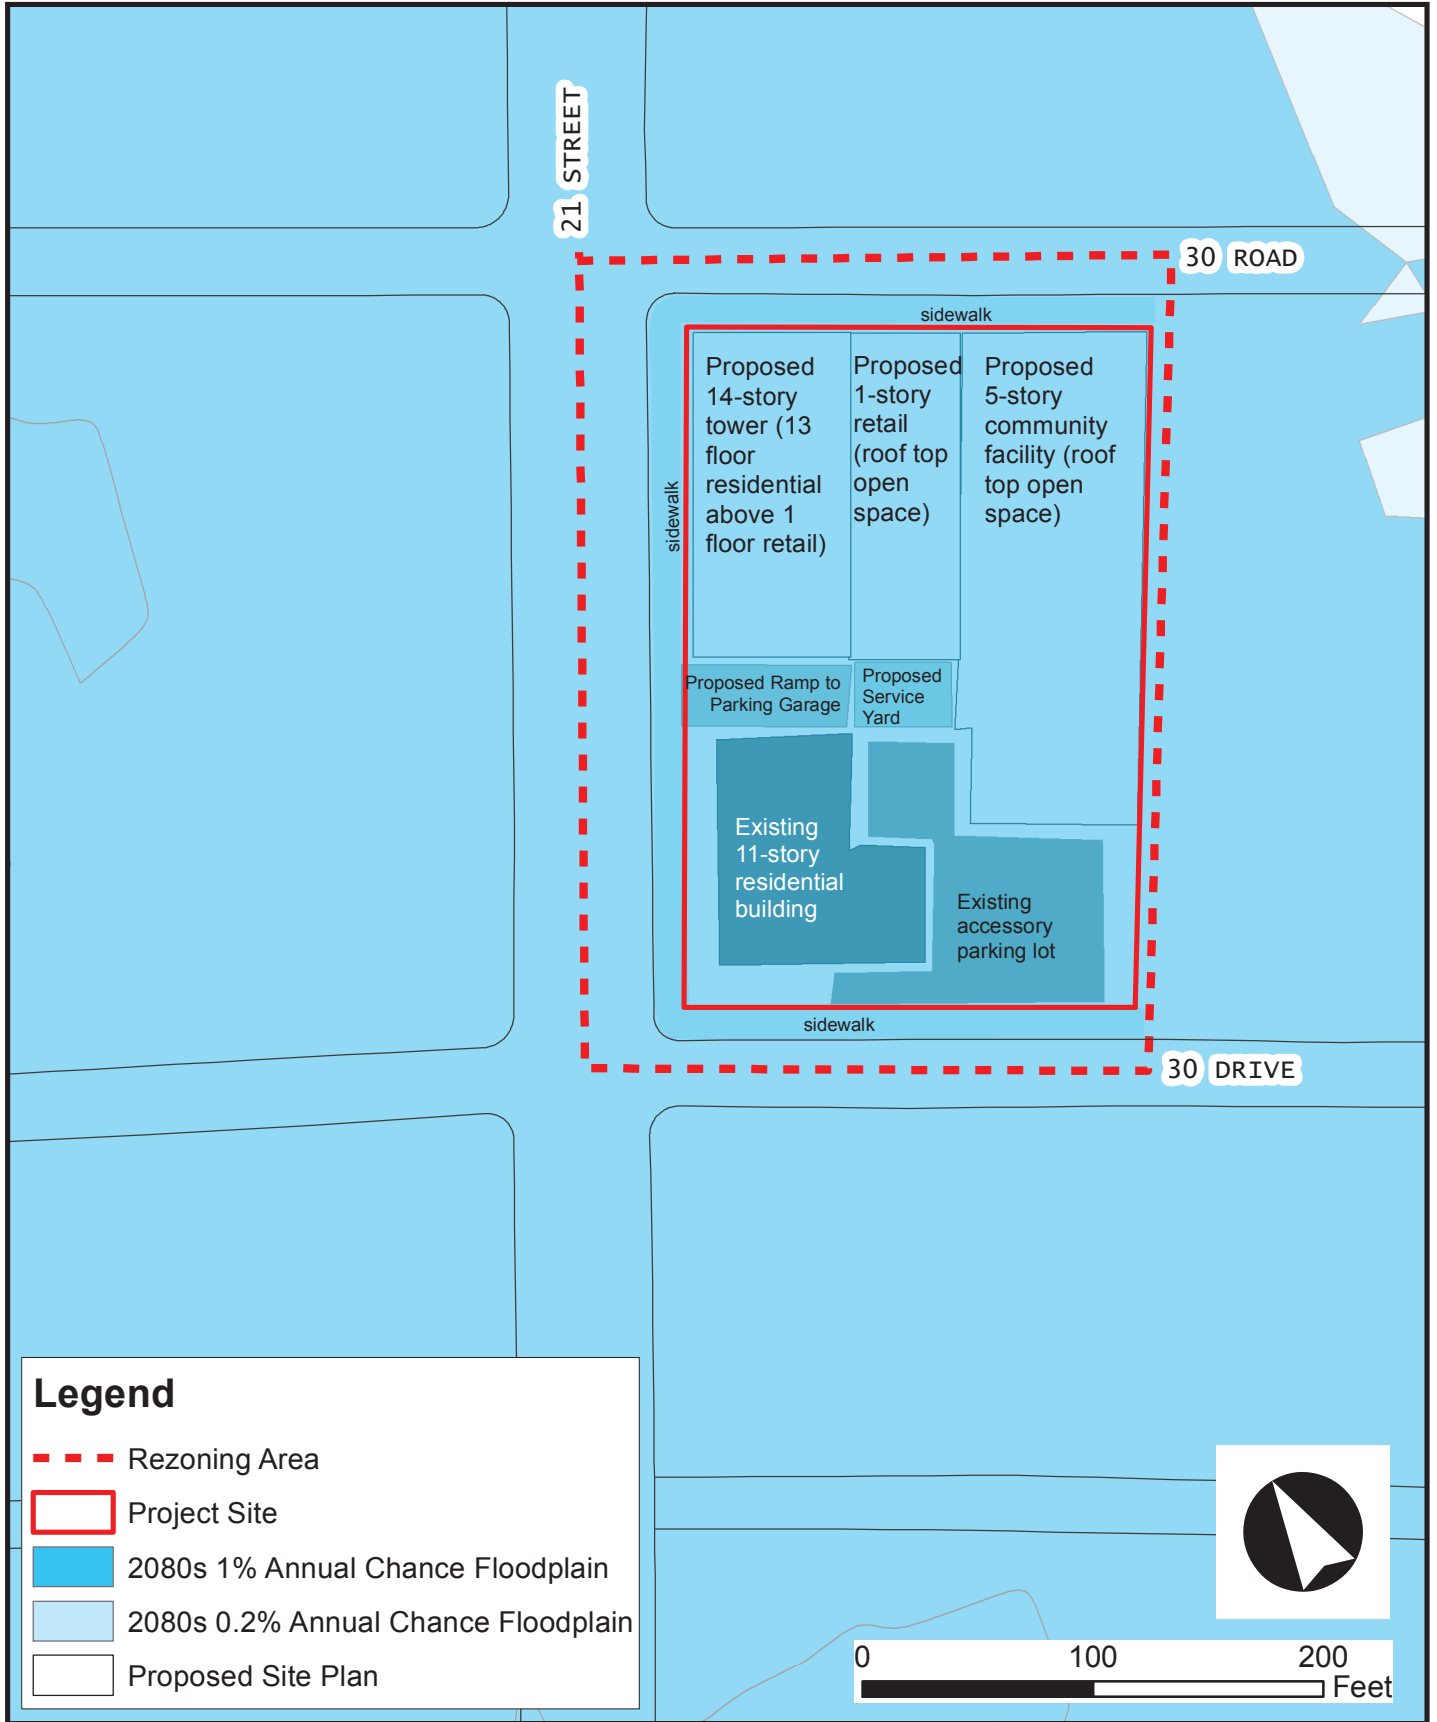 21 STREET
30 ROAD
sidewalk
Proposed
14-story
tower (13
floor
residential
above 1
floor retail)
Proposed
1-story
retail
(roof top
open
space)
Proposed
5-story
community
facility (roof
top open
space)
sidewalk
Proposed Ramp to
Parking Garage
Proposed
Service
Yard
Existing
11-story
residential
building
Existing
accessory
parking lot
sidewalk
30 DRIVE
Legend
Rezoning Area
Project Site
2080s 1% Annual Chance Floodplain
2080s 0.2% Annual Chance Floodplain
Proposed Site Plan
0 100 200
Feet